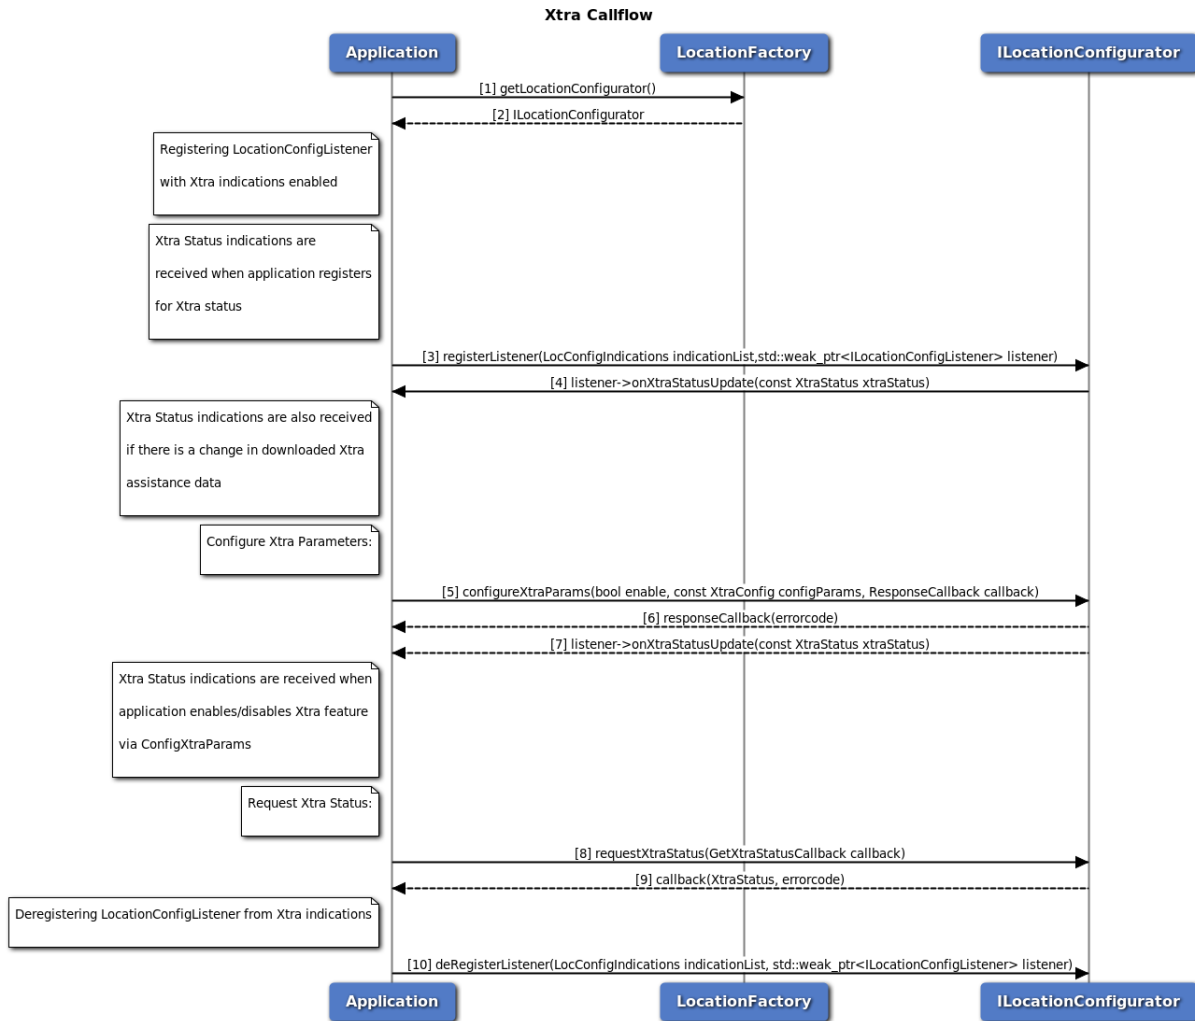 Xtra Callflow
Application
LocationFactory
ILocationConfigurator
[1] getLocationConfigurator()
[2] ILocationConfigurator
Registering LocationConfigListener
with Xtra indications enabled
Xtra Status indications are
received when application registers
for Xtra status
[3] registerListener(LocConfigIndications indicationList,std::weak_ptr<ILocationConfigListener> listener)
[4] listener->onXtraStatusUpdate(const XtraStatus xtraStatus)
Xtra Status indications are also received
if there is a change in downloaded Xtra
assistance data
Configure Xtra Parameters:
[5] configureXtraParams(bool enable, const XtraConfig configParams, ResponseCallback callback)
[6] responseCallback(errorcode)
[7] listener->onXtraStatusUpdate(const XtraStatus xtraStatus)
Xtra Status indications are received when
application enables/disables Xtra feature
via ConfigXtraParams
Request Xtra Status:
[8] requestXtraStatus(GetXtraStatusCallback callback)
[9] callback(XtraStatus, errorcode)
Deregistering LocationConfigListener from Xtra indications
[10] deRegisterListener(LocConfigIndications indicationList, std::weak_ptr<ILocationConfigListener> listener)
Application
LocationFactory
ILocationConfigurator